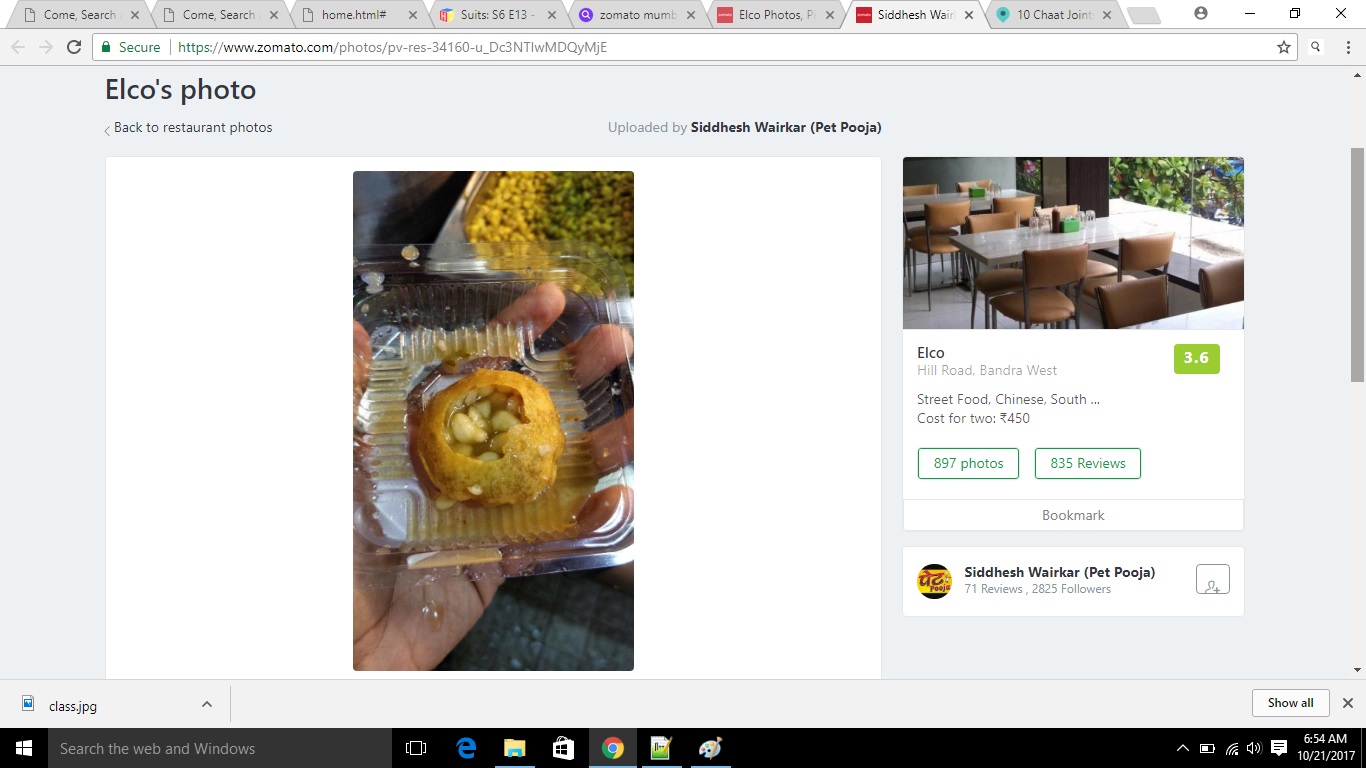 Come, Search a
Come, Search a
home.html#
Suits: S6 E13 -
zomato mumb
Elco Photos, Pi
Siddhesh Wairk
10 Chaat Joint
Secure
https://www.zomato.com/photos/pv-res-34160-u_Dc3NTIwMDQyMjE
Elco's photo
Back to restaurant photos
Uploaded by Siddhesh Wairkar (Pet Pooja)
Elco
3.6
Hill Road, Bandra West
Street Food, Chinese, South ...
Cost for two: ₹450
897 photos
835 Reviews
Bookmark
पेट
Pooja
Siddhesh Wairkar (Pet Pooja)
71 Reviews , 2825 Followers
class.jpg
Show all
Search the web and Windows
6:54 AM
10/21/2017